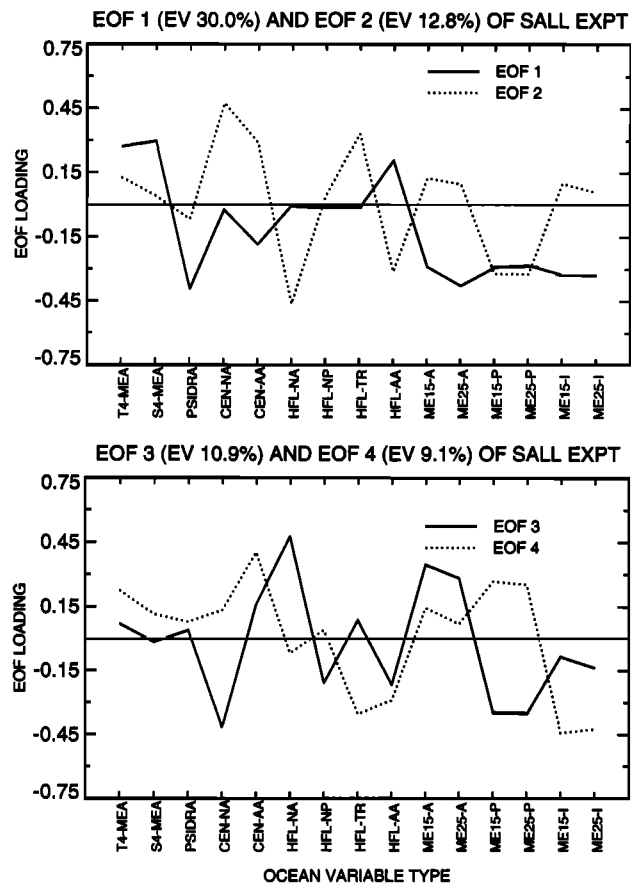 EOF 1 (EV 30.0%) AND EOF 2 (EV 12.8%) OF SALL EXPT
0.75
0.45
0.15
-0.15
-0.45
-0.75
EOF LOADING
EOF 1
EOF 2
T4-MEA
S4-MEA
PSIDRA
CEN-NA
CEN-AA
HFL-NA
HFL-NP
HFL-TR
HFL-AA
ME15-A
ME25-A
ME15-P
ME25-P
ME15-I
ME25-I
EOF 3 (EV 10.9%) AND EOF 4 (EV 9.1%) OF SALL EXPT
0.75
0.45
0.15
-0.15
-0.45
-0.75
EOF LOADING
EOF 3
EOF 4
T4-MEA
S4-MEA
PSIDRA
CEN-NA
CEN-AA
HFL-NA
HFL-NP
HFL-TR
HFL-AA
ME15-A
ME25-A
ME15-P
ME25-P
ME15-I
ME25-I
OCEAN VARIABLE TYPE